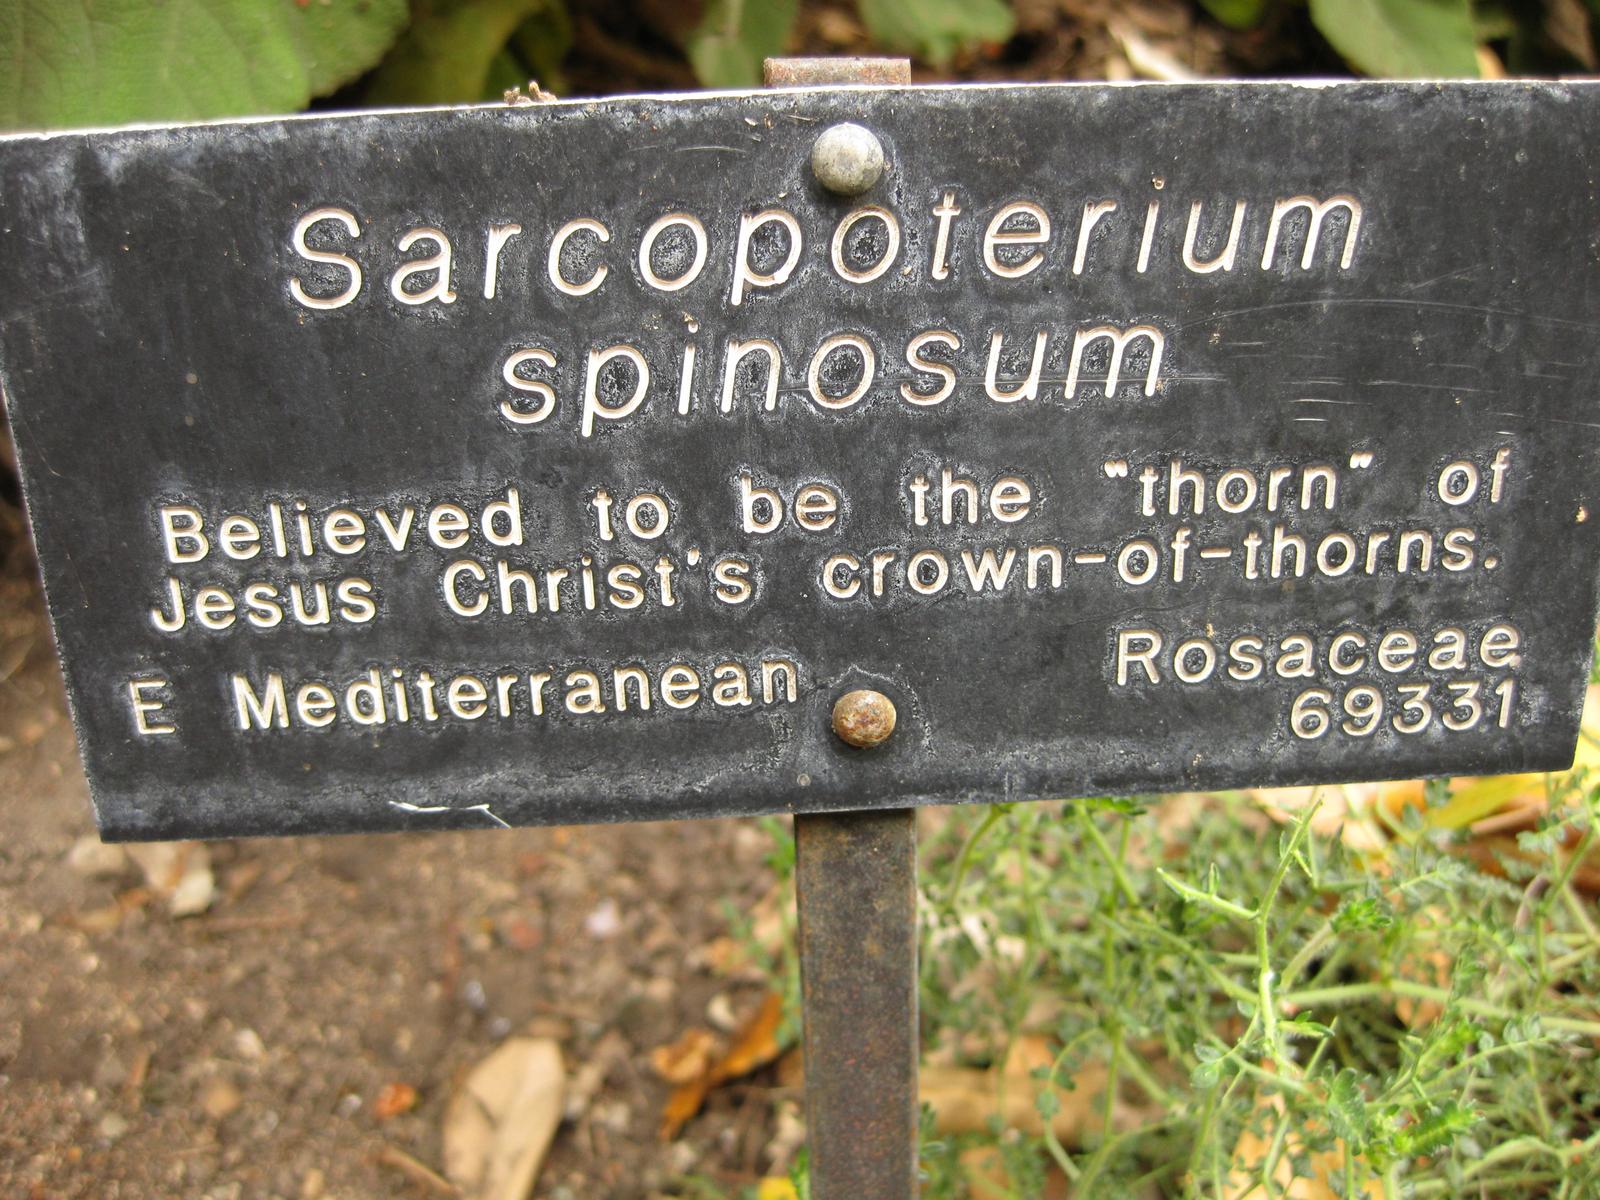 Sarcopoterium
spinosum
Believed to be the "thorn" of
Jesus Christ's crown-of-thorns.
E Mediterranean Rosaceae
69331